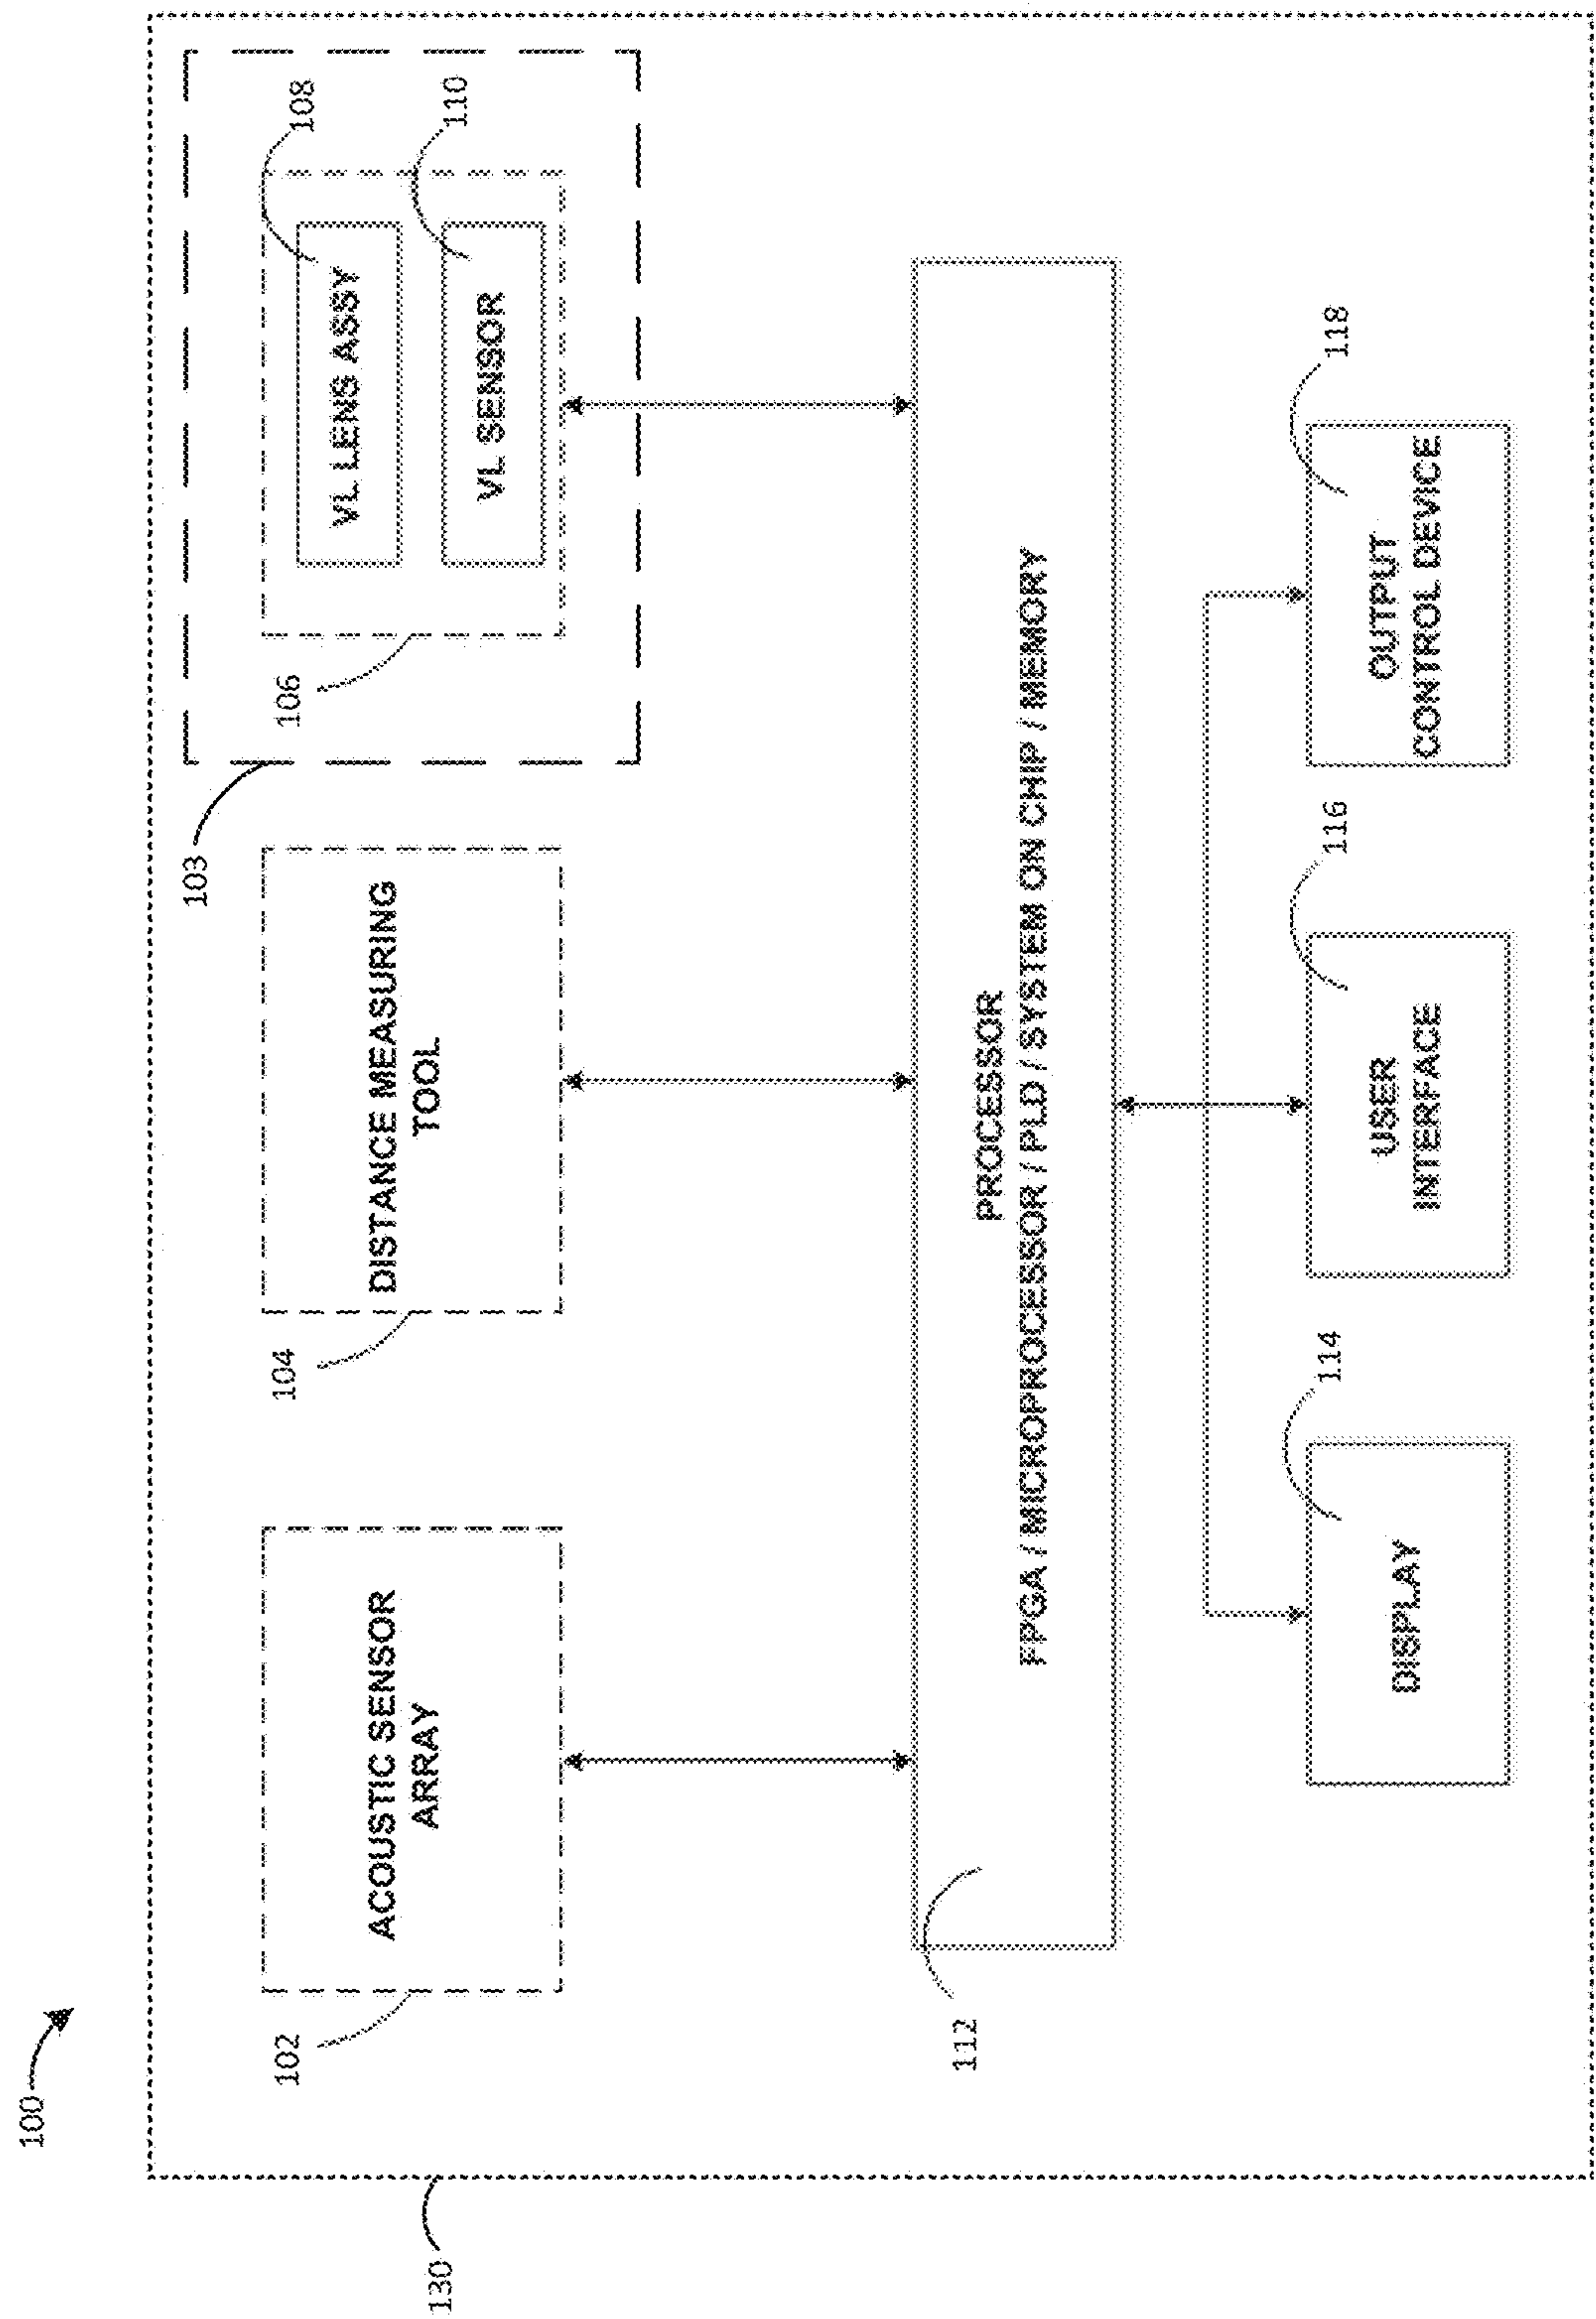 100
130
102
ACOUSTIC SENSOR
ARRAY
104
DISTANCE MEASURING
TOOL
103
106
108
VL LENS ASSY
110
VL SENSOR
112
PROCESSOR
FPGA / MICROPROCESSOR / PLD / SYSTEM ON CHIP / MEMORY
114
DISPLAY
116
USER
INTERFACE
118
OUTPUT
CONTROL DEVICE